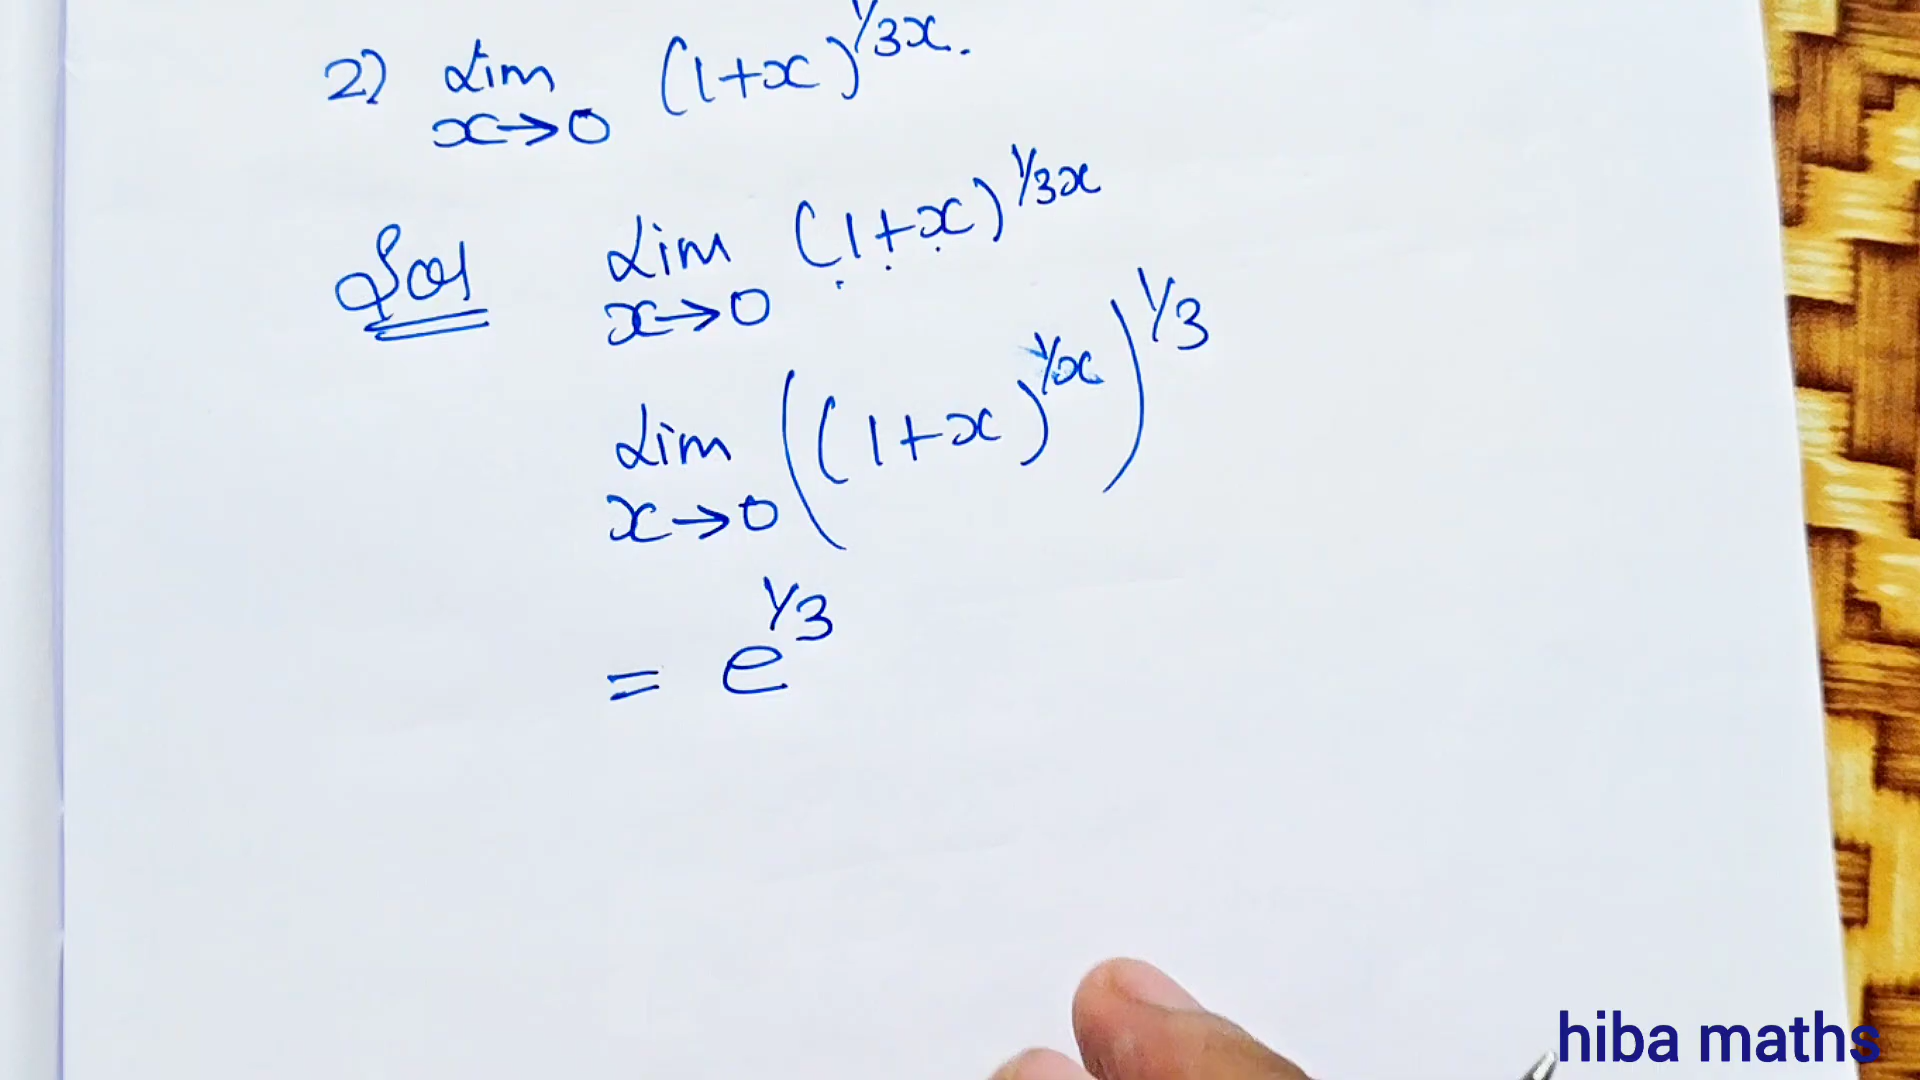 2) Lim (1+x)^1/3x.
x→0
Sol Lim (1+x)^1/3x
x→0
Lim ((1+x)^1/x)^1/3
x→0
= e^1/3
hiba maths